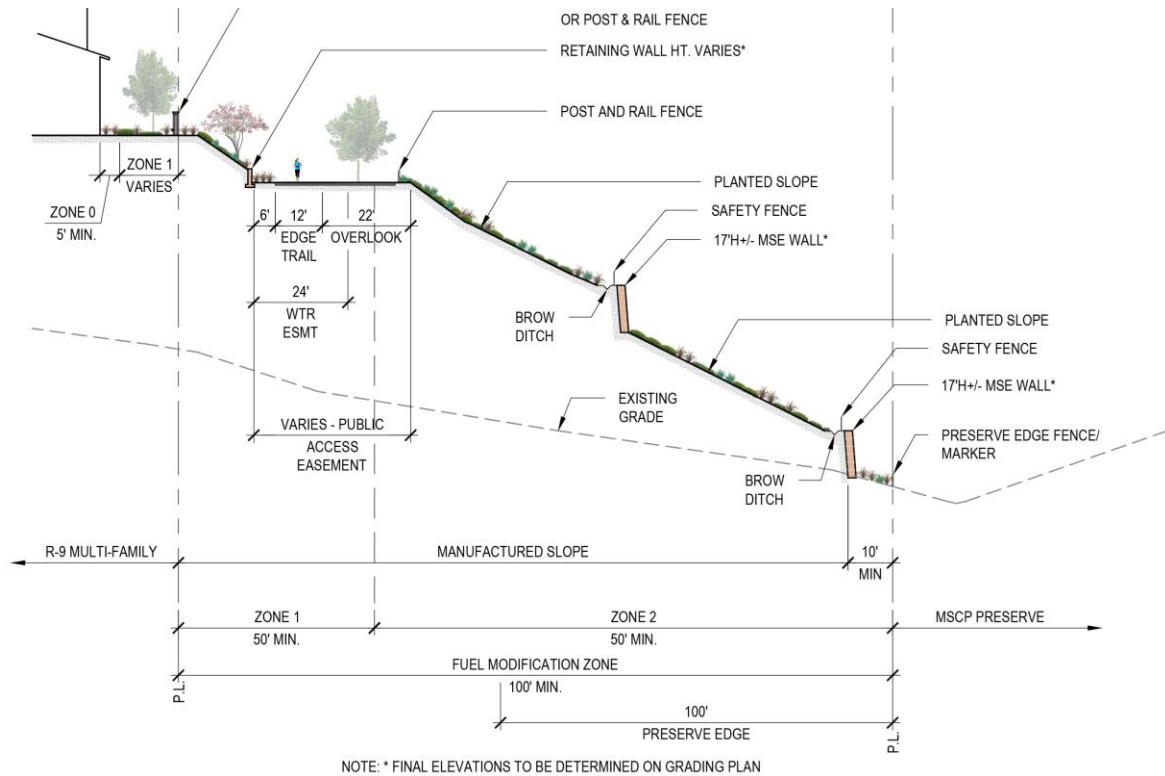 OR POST & RAIL FENCE
RETAINING WALL HT. VARIES*
POST AND RAIL FENCE
ZONE 1
VARIES
PLANTED SLOPE
ZONE 0
5' MIN.
SAFETY FENCE
6'
12'
22'
EDGE
TRAIL
OVERLOOK
17'H+/- MSE WALL*
24'
WTR
ESMT
BROW
DITCH
PLANTED SLOPE
SAFETY FENCE
17'H+/- MSE WALL*
EXISTING
GRADE
VARIES - PUBLIC
ACCESS
EASEMENT
PRESERVE EDGE FENCE/
MARKER
BROW
DITCH
R-9 MULTI-FAMILY
MANUFACTURED SLOPE
10'
MIN
ZONE 1
50' MIN.
ZONE 2
50' MIN.
MSCP PRESERVE
FUEL MODIFICATION ZONE
100' MIN.
P.L.
100'
PRESERVE EDGE
P.L.
NOTE: * FINAL ELEVATIONS TO BE DETERMINED ON GRADING PLAN